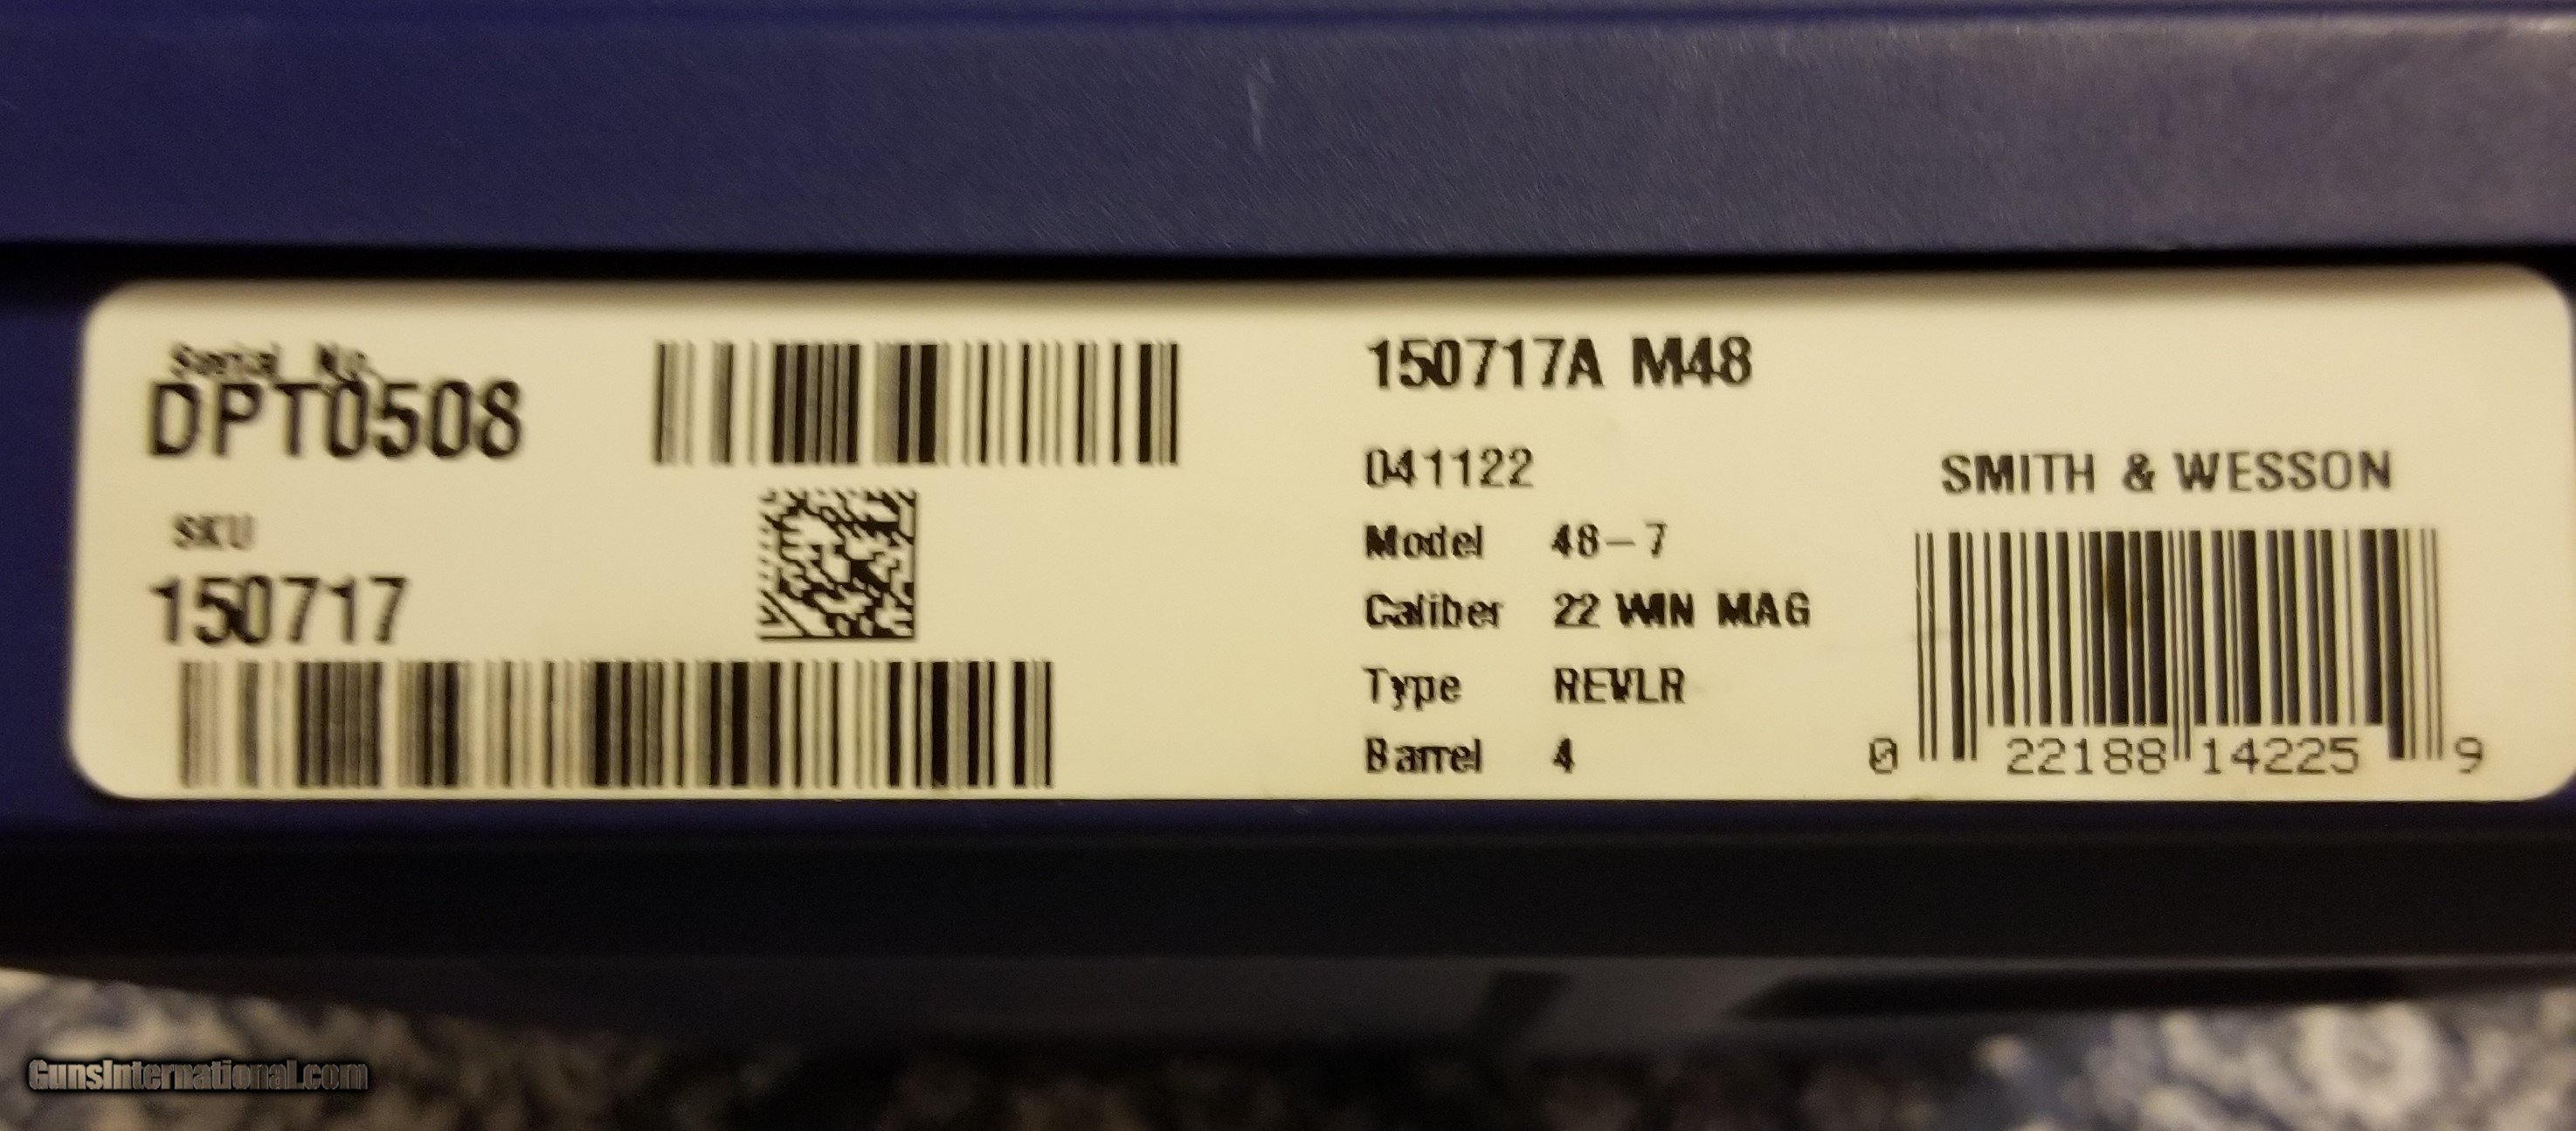 Serial No.
DPT0508
SKU
150717
150717A M48
041122
Model 48-7
Caliber 22 WIN MAG
Type REVLR
Barrel 4
SMITH & WESSON
0 22188 14225 9
GunsInternational.com